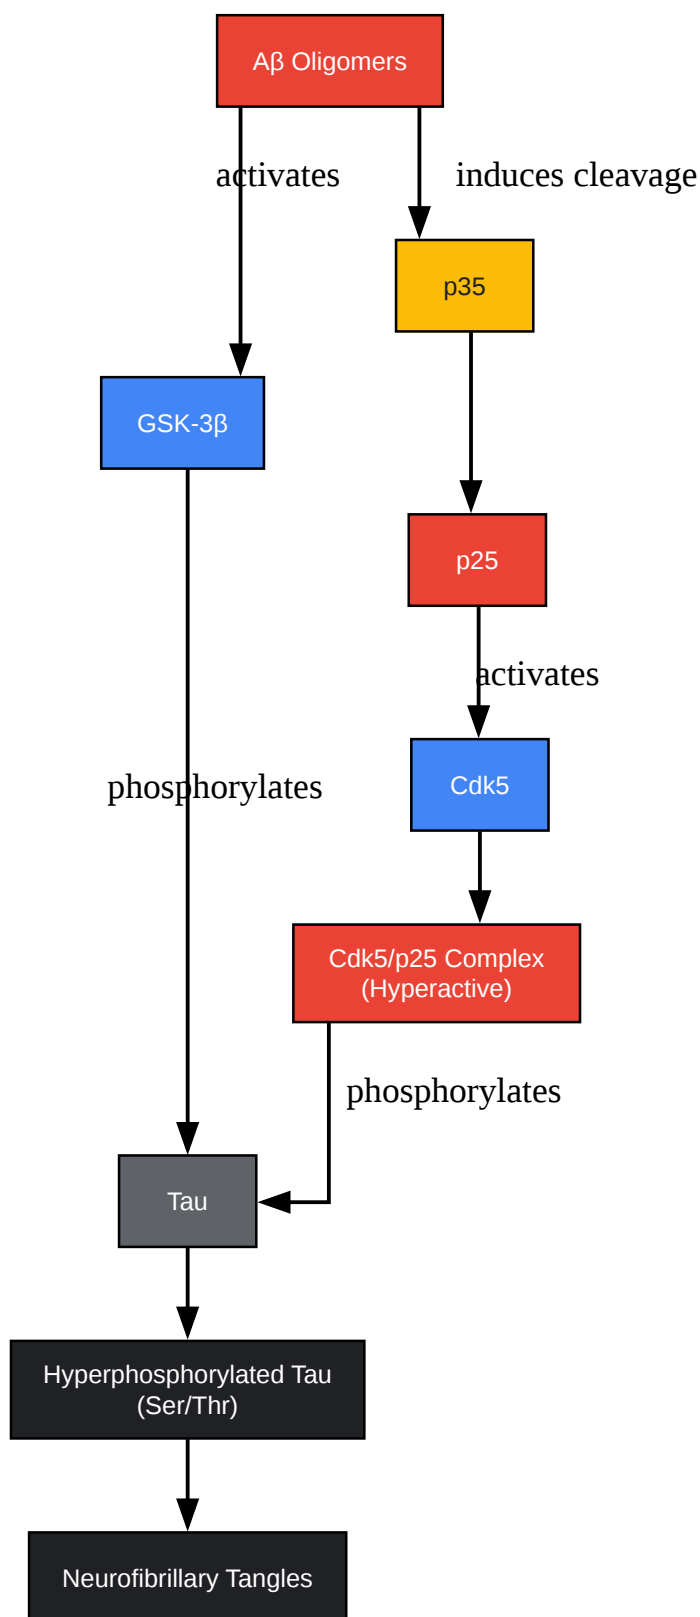 Aβ Oligomers
activates
induces cleavage
p35
GSK-3β
p25
activates
Cdk5
phosphorylates
Cdk5/p25 Complex
(Hyperactive)
phosphorylates
Tau
Hyperphosphorylated Tau
(Ser/Thr)
Neurofibrillary Tangles